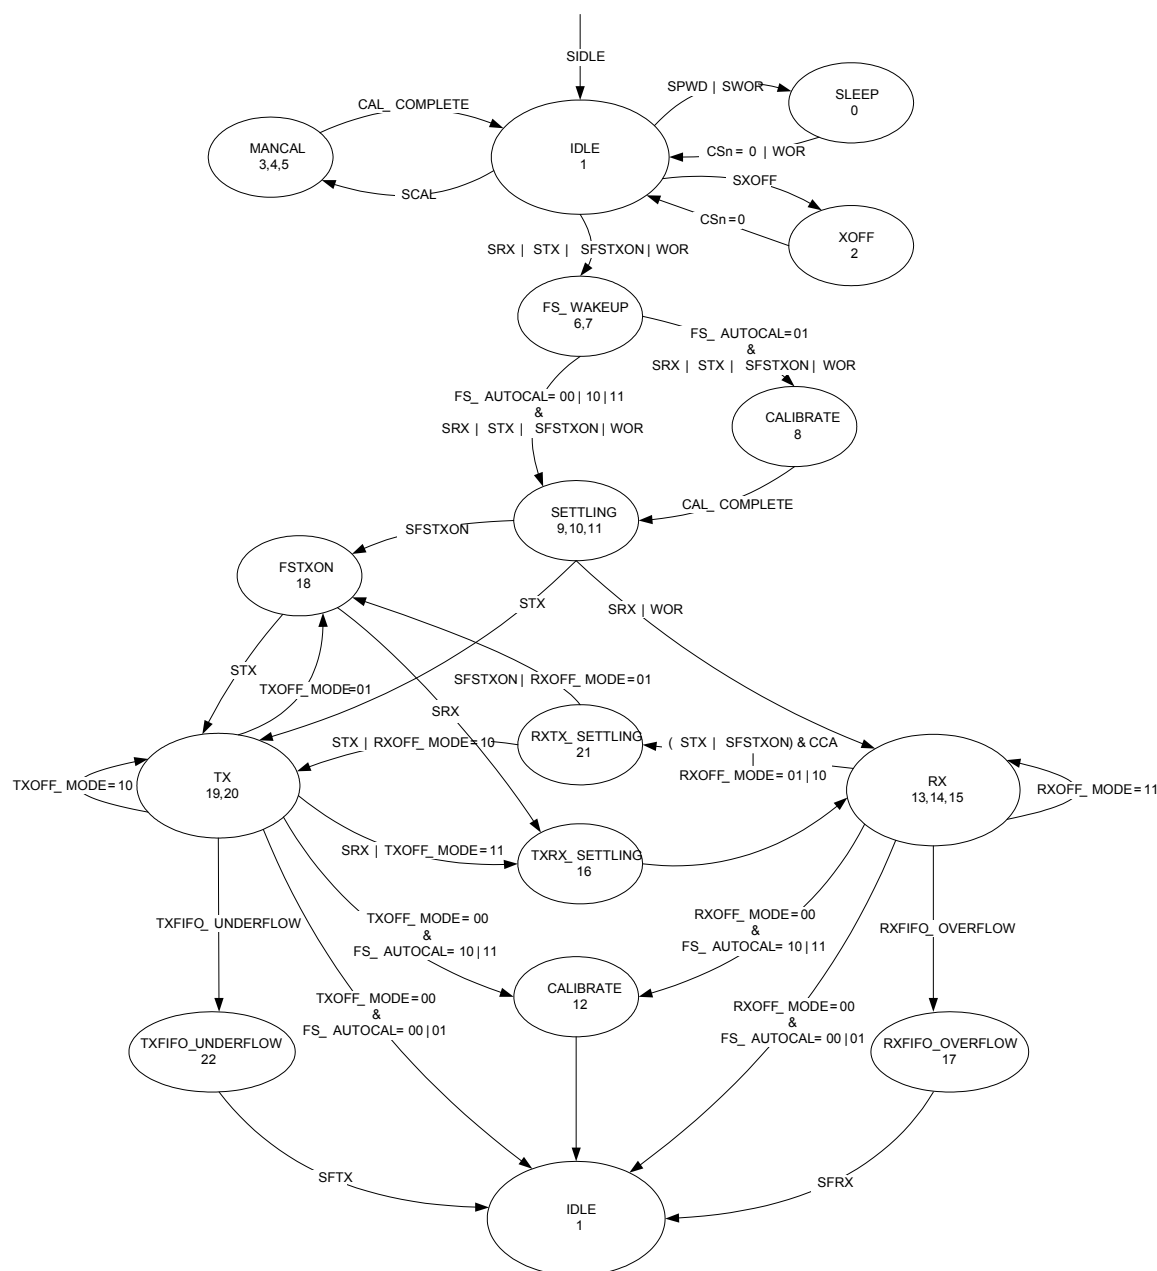 SIDLE
SPWD | SWOR
SLEEP
0
CAL_ COMPLETE
MANCAL
3,4,5
IDLE
1
CSn = 0 | WOR
SCAL
SXOFF
CSn = 0
XOFF
2
SRX | STX | SFSTXON | WOR
FS_ WAKEUP
6,7
FS_ AUTOCAL= 01
&
SRX | STX | SFSTXON | WOR
FS_ AUTOCAL= 00 | 10 | 11
&
SRX | STX | SFSTXON | WOR
CALIBRATE
8
CAL_ COMPLETE
SETTLING
9,10,11
SFSTXON
FSTXON
18
STX
SRX | WOR
STX
TXOFF_ MODE=01
SFSTXON | RXOFF_ MODE = 01
SRX
STX | RXOFF_ MODE = 10
RXTX_ SETTLING
21
( STX | SFSTXON) & CCA
|
RXOFF_ MODE = 01 | 10
TXOFF_ MODE = 10
TX
19,20
RX
13,14,15
RXOFF_ MODE = 11
SRX | TXOFF_ MODE = 11
TXRX_ SETTLING
16
TXFIFO_ UNDERFLOW
TXOFF_ MODE = 00
&
FS_ AUTOCAL= 10 | 11
RXOFF_ MODE = 00
&
FS_ AUTOCAL= 10 | 11
RXFIFO_ OVERFLOW
CALIBRATE
12
TXOFF_ MODE = 00
&
FS_ AUTOCAL= 00 | 01
RXOFF_ MODE = 00
&
FS_ AUTOCAL= 00 | 01
TXFIFO_UNDERFLOW
22
RXFIFO_OVERFLOW
17
SFTX
SFRX
IDLE
1